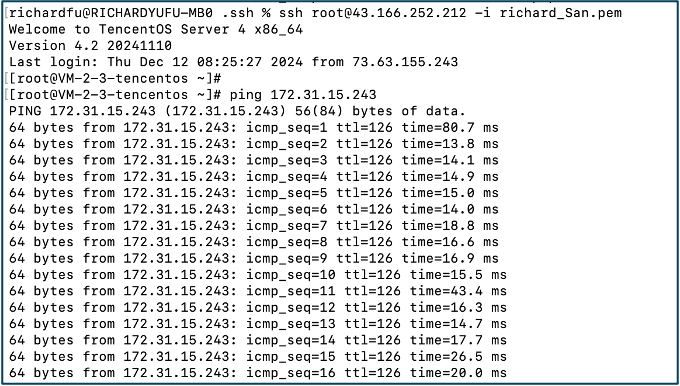 [richardfu@RICHARDYUFU-MB0 .ssh % ssh root@43.166.252.212 -i richard_San.pem
Welcome to TencentOS Server 4 x86_64
Version 4.2 20241110
Last login: Thu Dec 12 08:25:27 2024 from 73.63.155.243
[[root@VM-2-3-tencentos ~]#
[[root@VM-2-3-tencentos ~]# ping 172.31.15.243
PING 172.31.15.243 (172.31.15.243) 56(84) bytes of data.
64 bytes from 172.31.15.243: icmp_seq=1 ttl=126 time=80.7 ms
64 bytes from 172.31.15.243: icmp_seq=2 ttl=126 time=13.8 ms
64 bytes from 172.31.15.243: icmp_seq=3 ttl=126 time=14.1 ms
64 bytes from 172.31.15.243: icmp_seq=4 ttl=126 time=14.9 ms
64 bytes from 172.31.15.243: icmp_seq=5 ttl=126 time=15.0 ms
64 bytes from 172.31.15.243: icmp_seq=6 ttl=126 time=14.0 ms
64 bytes from 172.31.15.243: icmp_seq=7 ttl=126 time=18.8 ms
64 bytes from 172.31.15.243: icmp_seq=8 ttl=126 time=16.6 ms
64 bytes from 172.31.15.243: icmp_seq=9 ttl=126 time=16.9 ms
64 bytes from 172.31.15.243: icmp_seq=10 ttl=126 time=15.5 ms
64 bytes from 172.31.15.243: icmp_seq=11 ttl=126 time=43.4 ms
64 bytes from 172.31.15.243: icmp_seq=12 ttl=126 time=16.3 ms
64 bytes from 172.31.15.243: icmp_seq=13 ttl=126 time=14.7 ms
64 bytes from 172.31.15.243: icmp_seq=14 ttl=126 time=17.7 ms
64 bytes from 172.31.15.243: icmp_seq=15 ttl=126 time=26.5 ms
64 bytes from 172.31.15.243: icmp_seq=16 ttl=126 time=20.0 ms